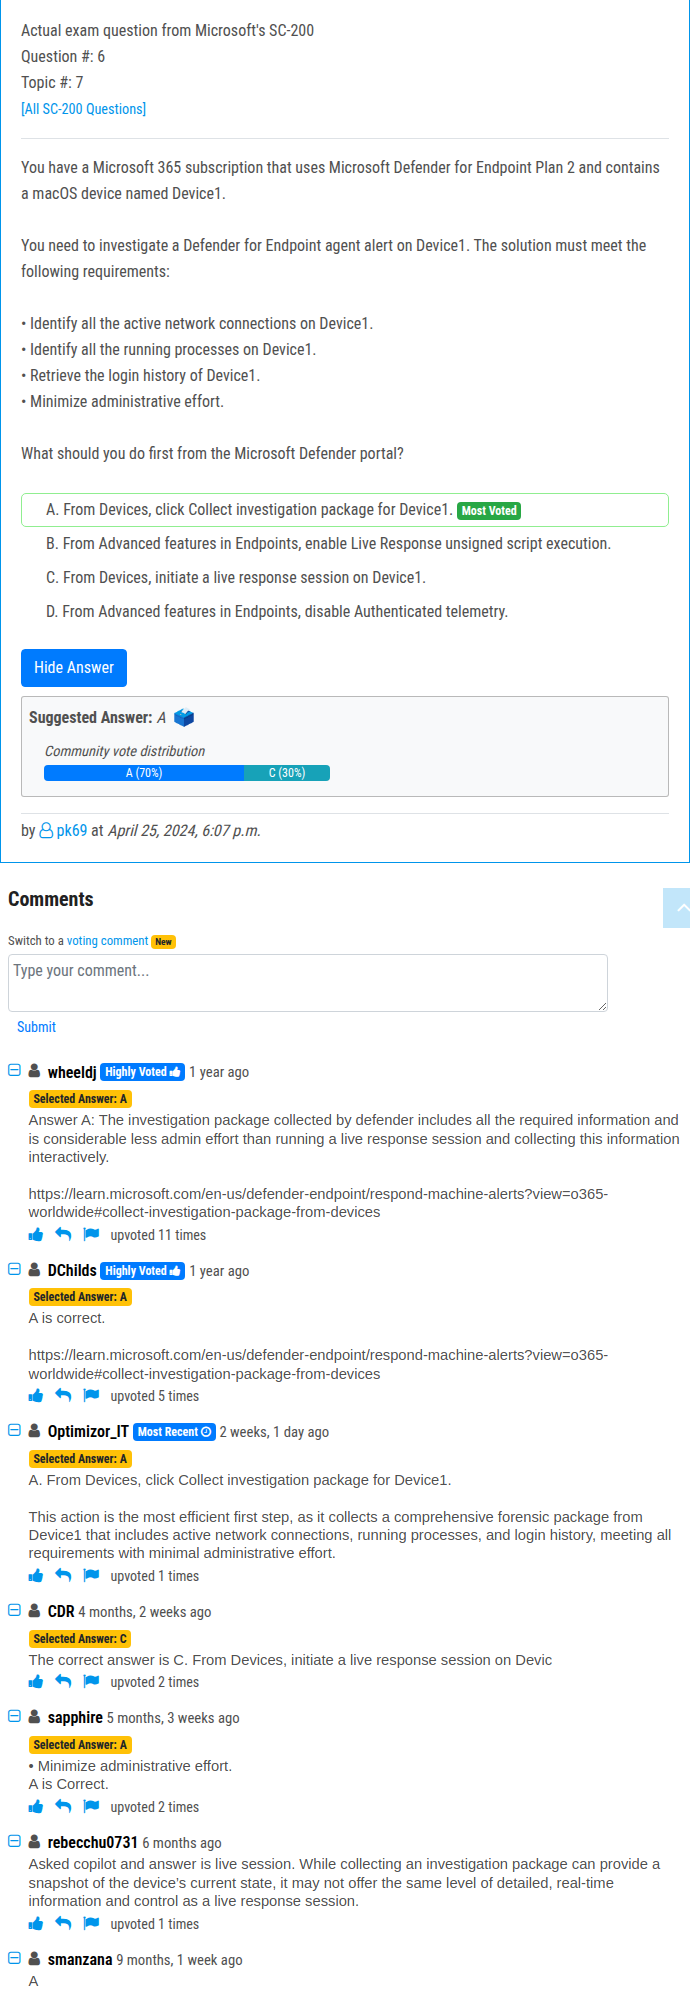 Actual exam question from Microsoft's SC-200
Question #: 6
Topic #: 7
[All SC-200 Questions]
You have a Microsoft 365 subscription that uses Microsoft Defender for Endpoint Plan 2 and contains
a macOS device named Device1.
You need to investigate a Defender for Endpoint agent alert on Device1. The solution must meet the
following requirements:
• Identify all the active network connections on Device1.
• Identify all the running processes on Device1.
• Retrieve the login history of Device1.
• Minimize administrative effort.
What should you do first from the Microsoft Defender portal?
A. From Devices, click Collect investigation package for Device1. Most Voted
B. From Advanced features in Endpoints, enable Live Response unsigned script execution.
C. From Devices, initiate a live response session on Device1.
D. From Advanced features in Endpoints, disable Authenticated telemetry.
Hide Answer
Suggested Answer: A
Community vote distribution
A (70%) C (30%)
by pk69 at April 25, 2024, 6:07 p.m.
Comments
Switch to a voting comment New
Type your comment...
Submit
wheeldj Highly Voted 1 year ago
Selected Answer: A
Answer A: The investigation package collected by defender includes all the required information and
is considerable less admin effort than running a live response session and collecting this information
interactively.
https://learn.microsoft.com/en-us/defender-endpoint/respond-machine-alerts?view=o365-
worldwide#collect-investigation-package-from-devices
upvoted 11 times
DChilds Highly Voted 1 year ago
Selected Answer: A
A is correct.
https://learn.microsoft.com/en-us/defender-endpoint/respond-machine-alerts?view=o365-
worldwide#collect-investigation-package-from-devices
upvoted 5 times
Optimizor_IT Most Recent 2 weeks, 1 day ago
Selected Answer: A
A. From Devices, click Collect investigation package for Device1.
This action is the most efficient first step, as it collects a comprehensive forensic package from
Device1 that includes active network connections, running processes, and login history, meeting all
requirements with minimal administrative effort.
upvoted 1 times
CDR 4 months, 2 weeks ago
Selected Answer: C
The correct answer is C. From Devices, initiate a live response session on Devic
upvoted 2 times
sapphire 5 months, 3 weeks ago
Selected Answer: A
• Minimize administrative effort.
A is Correct.
upvoted 2 times
rebecchu0731 6 months ago
Asked copilot and answer is live session. While collecting an investigation package can provide a
snapshot of the device's current state, it may not offer the same level of detailed, real-time
information and control as a live response session.
upvoted 1 times
smanzana 9 months, 1 week ago
A